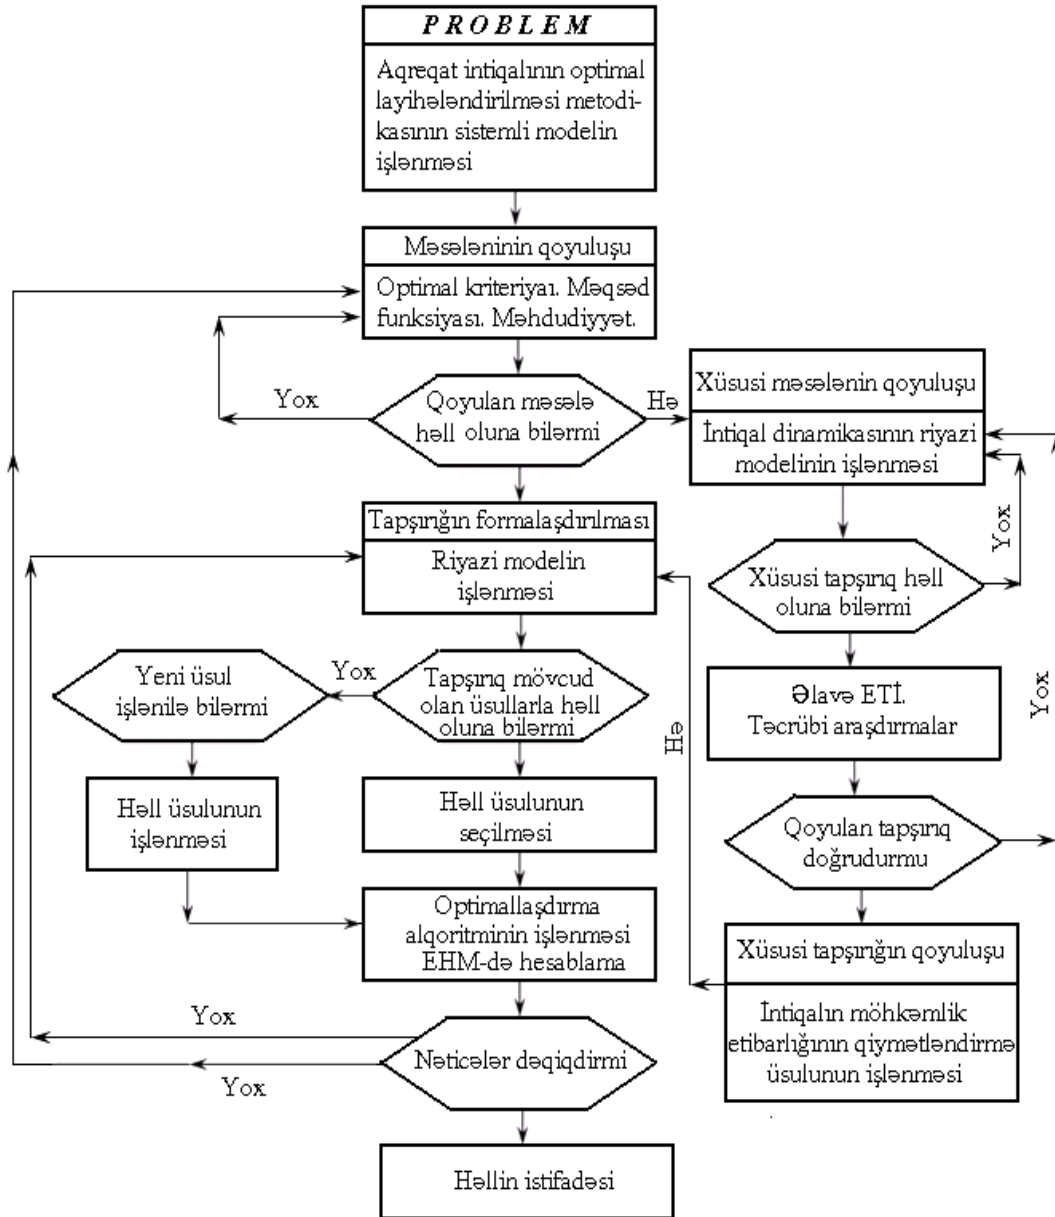 PROBLEM
Aqreqat intiqalının optimal
layihələndirilməsi metodi-
kasının sistemli modelin
işlənməsi
Məsələninin qoyuluşu
Optimal kriteriyaı. Məqsəd
funksiyası. Məhdudiyyət.
Yox
Qoyulan məsələ
həll oluna bilərmi
Hə
Xüsusi məsələnin qoyuluşu
İntiqal dinamikasının riyazi
modelinin işlənməsi
Yox
Tapşırığın formalaşdırılması
Riyazi modelin
işlənməsi
Xüsusi tapşırıq həll
oluna bilərmi
Yeni üsul
işlənilə bilərmi
Yox
Tapşırıq mövcud
olan üsullarla həll
oluna bilərmi
Hə
Əlavə ETİ.
Təcrübi araşdırmalar
Yox
Həll üsulunun
işlənməsi
Həll üsulunun
seçilməsi
Qoyulan tapşırıq
doğrudurmu
Optimallaşdırma
alqoritminin işlənməsi
EHM-də hesablama
Xüsusi tapşırığın qoyuluşu
İntiqalın möhkəmlik
etibarlığının qiymətləndirmə
üsulunun işlənməsi
Yox
Nəticələr dəqiqdirmi
Yox
Həllin istifadəsi